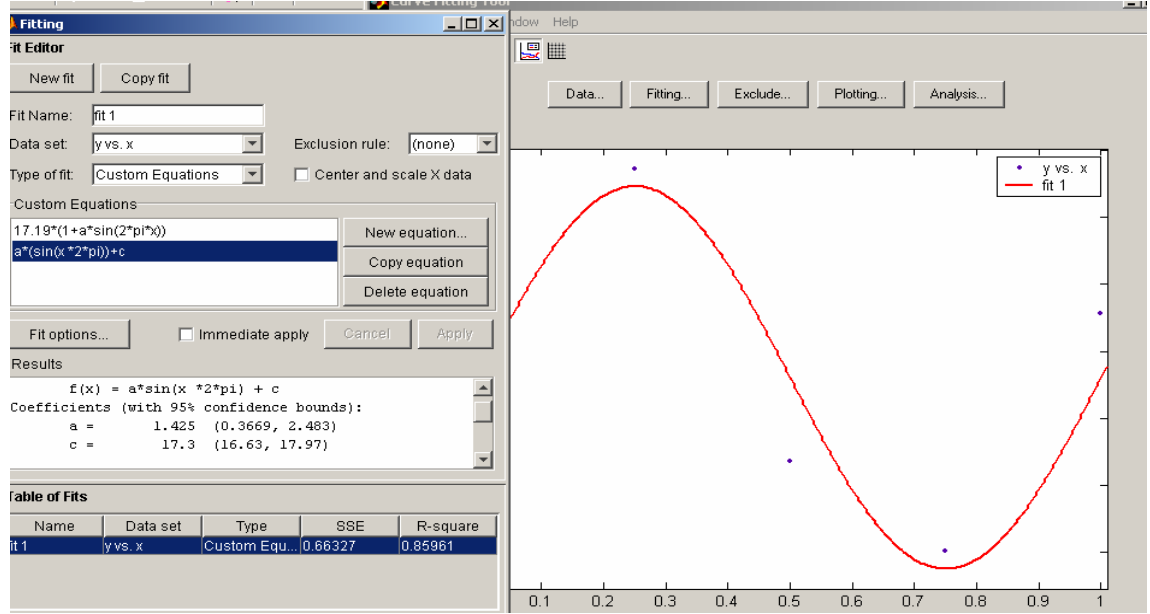 Curve Fitting Tool
Fitting
Fit Editor
New fit
Copy fit
Fit Name:
fit 1
Data set:
y vs. x
Exclusion rule:
(none)
Type of fit:
Custom Equations
Center and scale X data
Custom Equations
17.19*(1+a*sin(2*pi*x))
a*(sin(x *2*pi))+c
New equation...
Copy equation
Delete equation
Fit options...
Immediate apply
Cancel
Apply
Results
f(x) = a*sin(x *2*pi) + c
Coefficients (with 95% confidence bounds):
a = 1.425 (0.3669, 2.483)
c = 17.3 (16.63, 17.97)
Table of Fits
Name Data set Type SSE R-square
fit 1 y vs. x Custom Equ... 0.66327 0.85961
ndow Help
Data...
Fitting...
Exclude...
Plotting...
Analysis...
y vs. x
fit 1
0.1 0.2 0.3 0.4 0.5 0.6 0.7 0.8 0.9 1